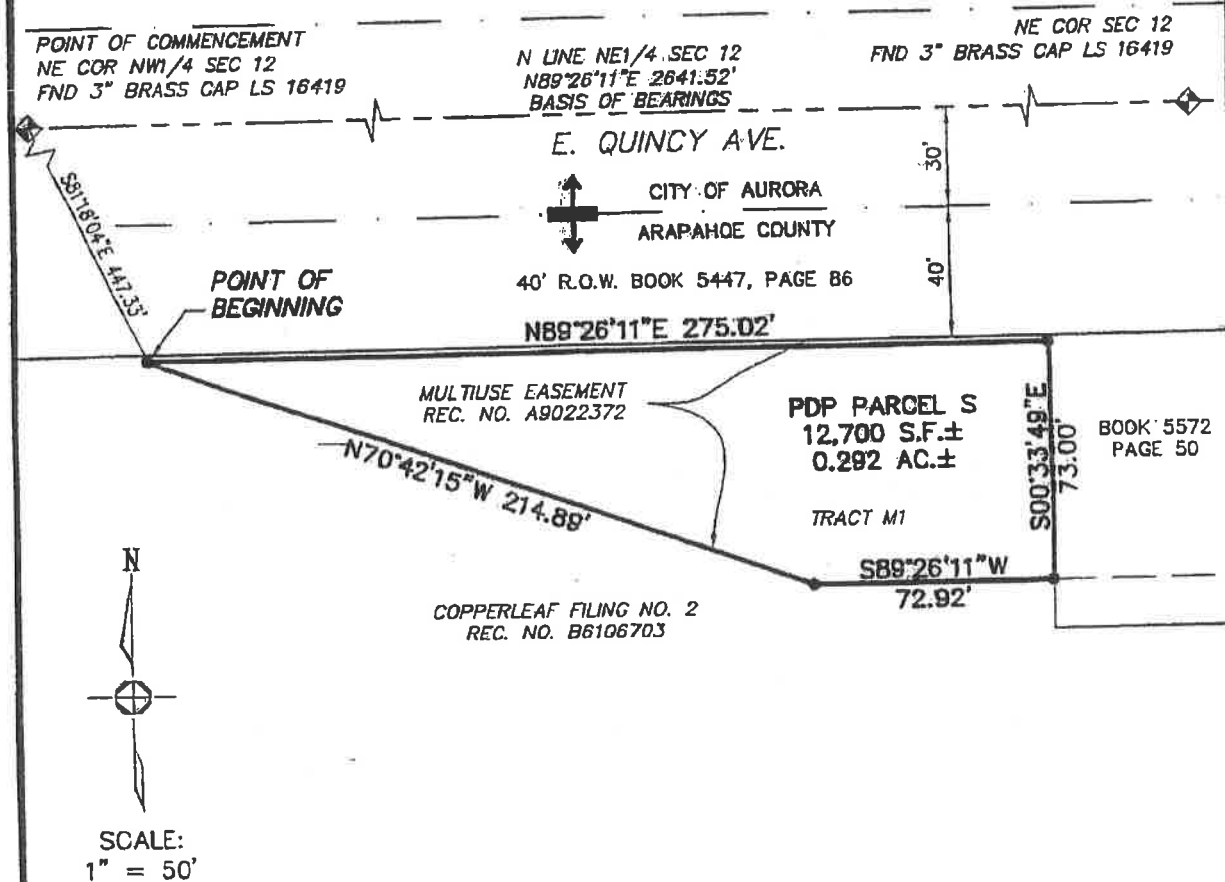 POINT OF COMMENCEMENT
NE COR NW1/4 SEC 12
FND 3" BRASS CAP LS 16419
N LINE NE1/4 SEC 12
N89°26'11"E 2641.52'
BASIS OF BEARINGS
NE COR SEC 12
FND 3" BRASS CAP LS 16419
E. QUINCY AVE.
30'
CITY OF AURORA
ARAPAHOE COUNTY
S81°18'04"E 447.33'
POINT OF
BEGINNING
40' R.O.W. BOOK 5447, PAGE 86
40'
N89°26'11"E 275.02'
MULTIUSE EASEMENT
REC. NO. A9022372
PDP PARCEL S
12,700 S.F.±
0.292 AC.±
S00°33'49"E
73.00'
BOOK 5572
PAGE 50
N70°42'15"W 214.89'
TRACT M1
S89°26'11"W
72.92'
COPPERLEAF FILING NO. 2
REC. NO. B6106703
N
SCALE:
1" = 50'